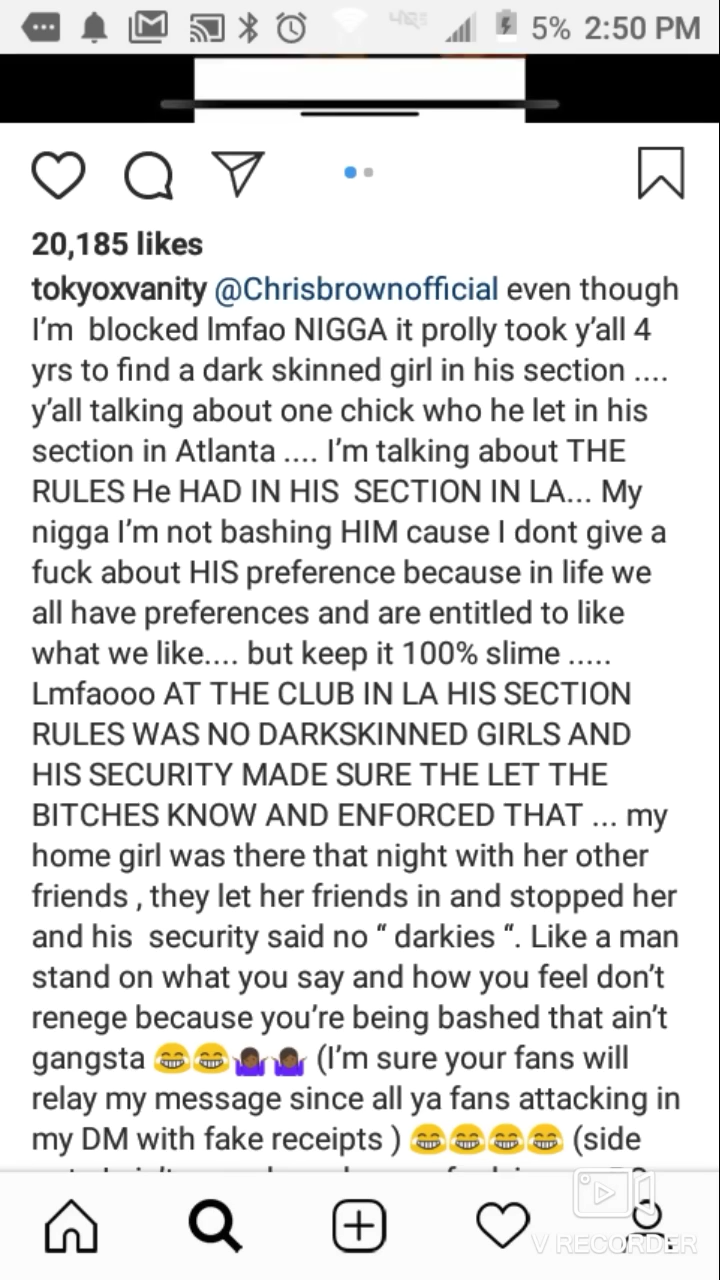 5% 2:50 PM
20,185 likes
tokyoxvanity @Chrisbrownofficial even though
I'm blocked lmfao NIGGA it prolly took y'all 4
yrs to find a dark skinned girl in his section ....
y'all talking about one chick who he let in his
section in Atlanta .... I'm talking about THE
RULES He HAD IN HIS SECTION IN LA... My
nigga I'm not bashing HIM cause I dont give a
fuck about HIS preference because in life we
all have preferences and are entitled to like
what we like.... but keep it 100% slime .....
Lmfaooo AT THE CLUB IN LA HIS SECTION
RULES WAS NO DARKSKINNED GIRLS AND
HIS SECURITY MADE SURE THE LET THE
BITCHES KNOW AND ENFORCED THAT ... my
home girl was there that night with her other
friends , they let her friends in and stopped her
and his security said no “ darkies “. Like a man
stand on what you say and how you feel don't
renege because you're being bashed that ain't
gangsta 😂😂🤷🏾‍♀️🤷🏾‍♀️ (I'm sure your fans will
relay my message since all ya fans attacking in
my DM with fake receipts ) 😂😂😂😂 (side
V RECORDER